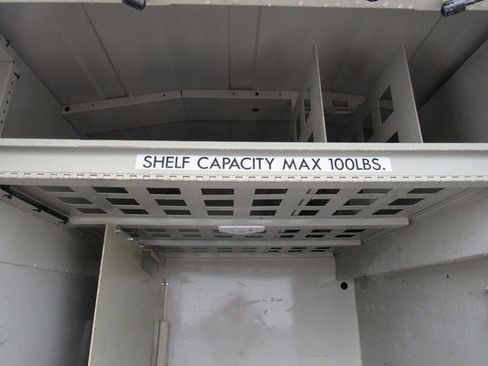 SHELF CAPACITY MAX 100LBS.